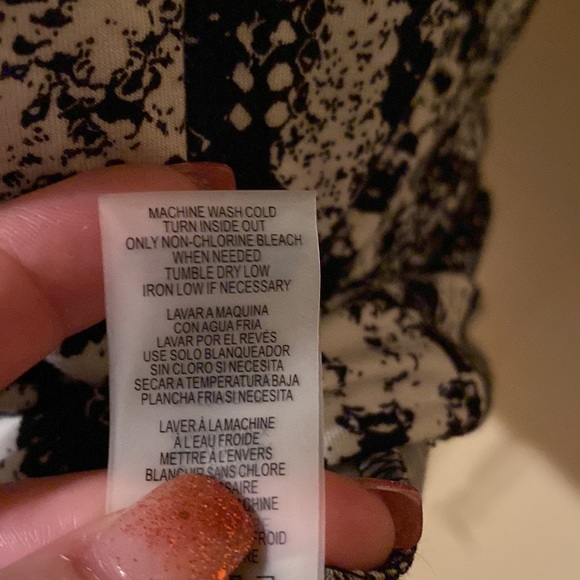 MACHINE WASH COLD
TURN INSIDE OUT
ONLY NON-CHLORINE BLEACH
WHEN NEEDED
TUMBLE DRY LOW
IRON LOW IF NECESSARY
LAVAR A MAQUINA
CON AGUA FRIA
LAVAR POR EL REVÉS
USE SOLO BLANQUEADOR
SIN CLORO SI NECESITA
SECAR A TEMPERATURA BAJA
PLANCHA FRIA SI NECESITA
LAVER À LA MACHINE
À L'EAU FROIDE
METTRE À L'ENVERS
SANS CHLORE